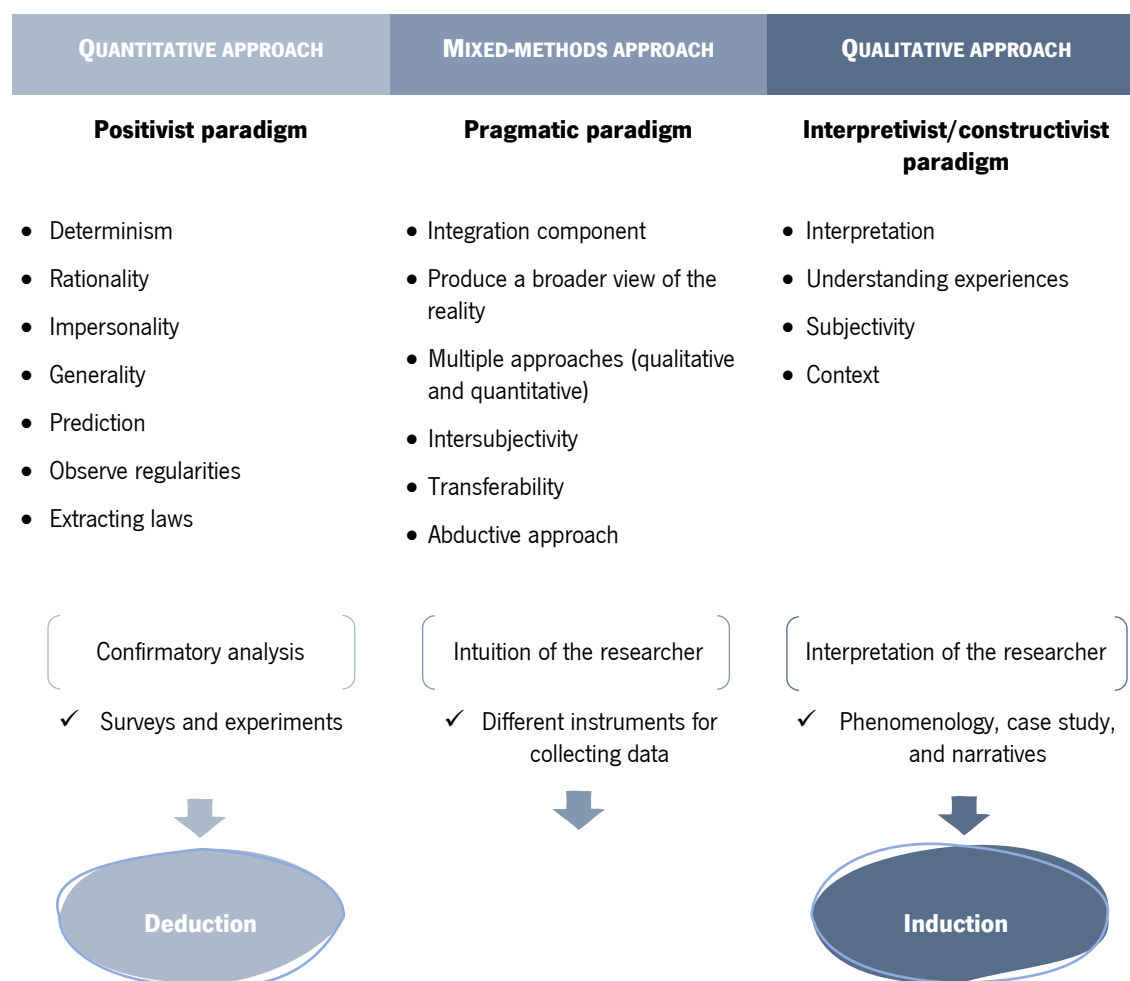 QUANTITATIVE APPROACH
Positivist paradigm
• Determinism
• Rationality
• Impersonality
• Generality
• Prediction
• Observe regularities
• Extracting laws
Confirmatory analysis
✓ Surveys and experiments
Deduction
MIXED-METHODS APPROACH
Pragmatic paradigm
• Integration component
• Produce a broader view of the
reality
• Multiple approaches (qualitative
and quantitative)
• Intersubjectivity
• Transferability
• Abductive approach
Intuition of the researcher
✓ Different instruments for
collecting data
QUALITATIVE APPROACH
Interpretivist/constructivist
paradigm
• Interpretation
• Understanding experiences
• Subjectivity
• Context
Interpretation of the researcher
✓ Phenomenology, case study,
and narratives
Induction